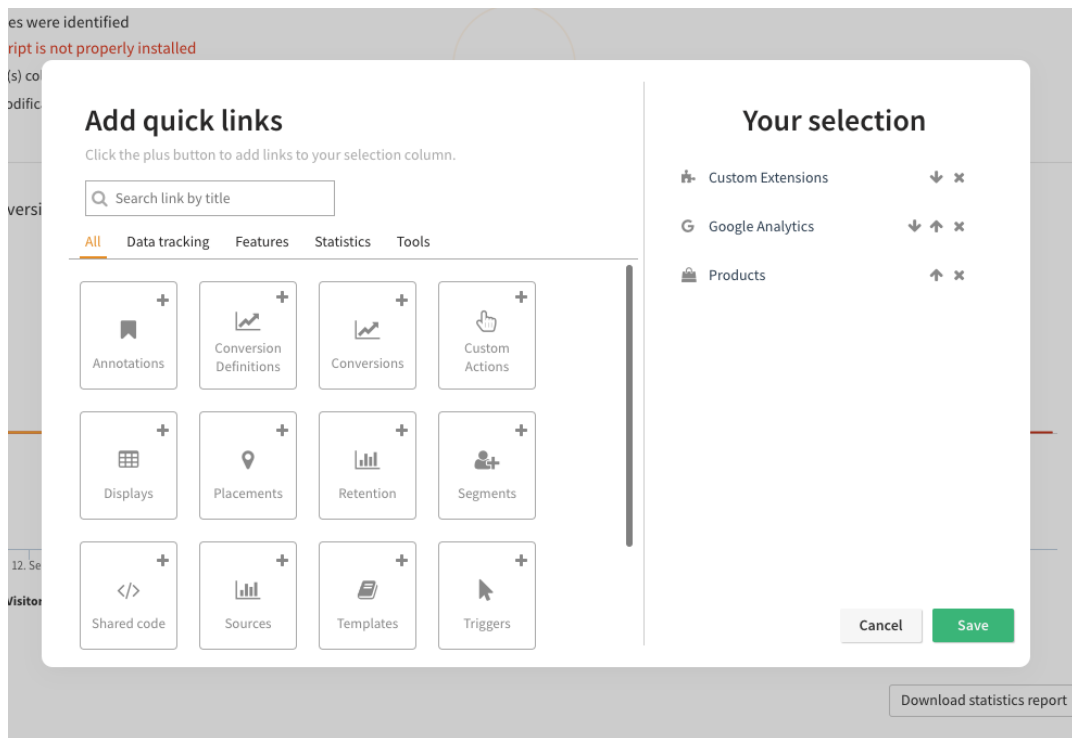 es were identified
ript is not properly installed
(s) col
odific
versi
12. Se
Visitor
Add quick links
Click the plus button to add links to your selection column.
Search link by title
All Data tracking Features Statistics Tools
Annotations
Conversion
Definitions
Conversions
Custom
Actions
Displays
Placements
Retention
Segments
Shared code
Sources
Templates
Triggers
Your selection
Custom Extensions
Google Analytics
Products
Cancel
Save
Download statistics report